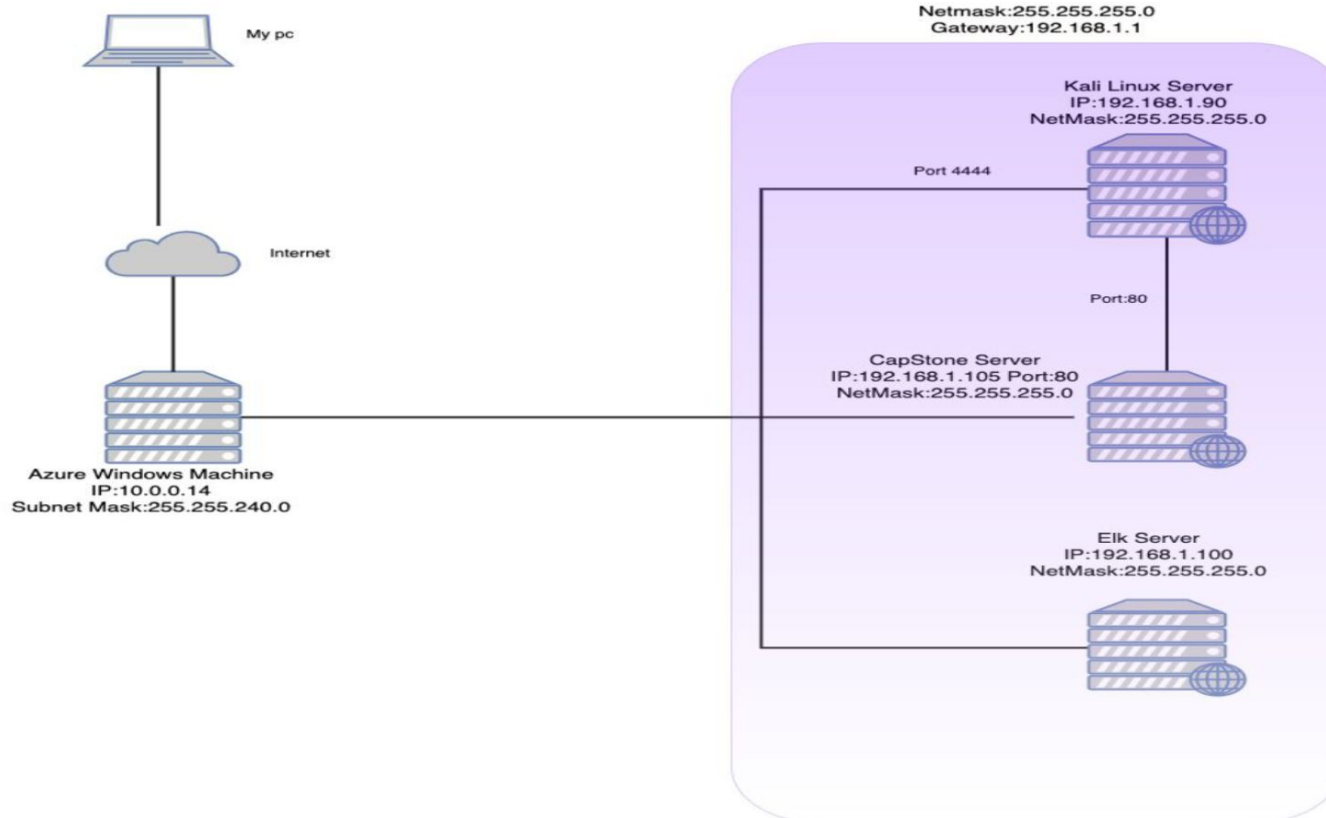 Netmask:255.255.255.0
Gateway:192.168.1.1
My pc
Internet
Azure Windows Machine
IP:10.0.0.14
Subnet Mask:255.255.240.0
Kali Linux Server
IP:192.168.1.90
NetMask:255.255.255.0
Port 4444
Port:80
CapStone Server
IP:192.168.1.105 Port:80
NetMask:255.255.255.0
Elk Server
IP:192.168.1.100
NetMask:255.255.255.0